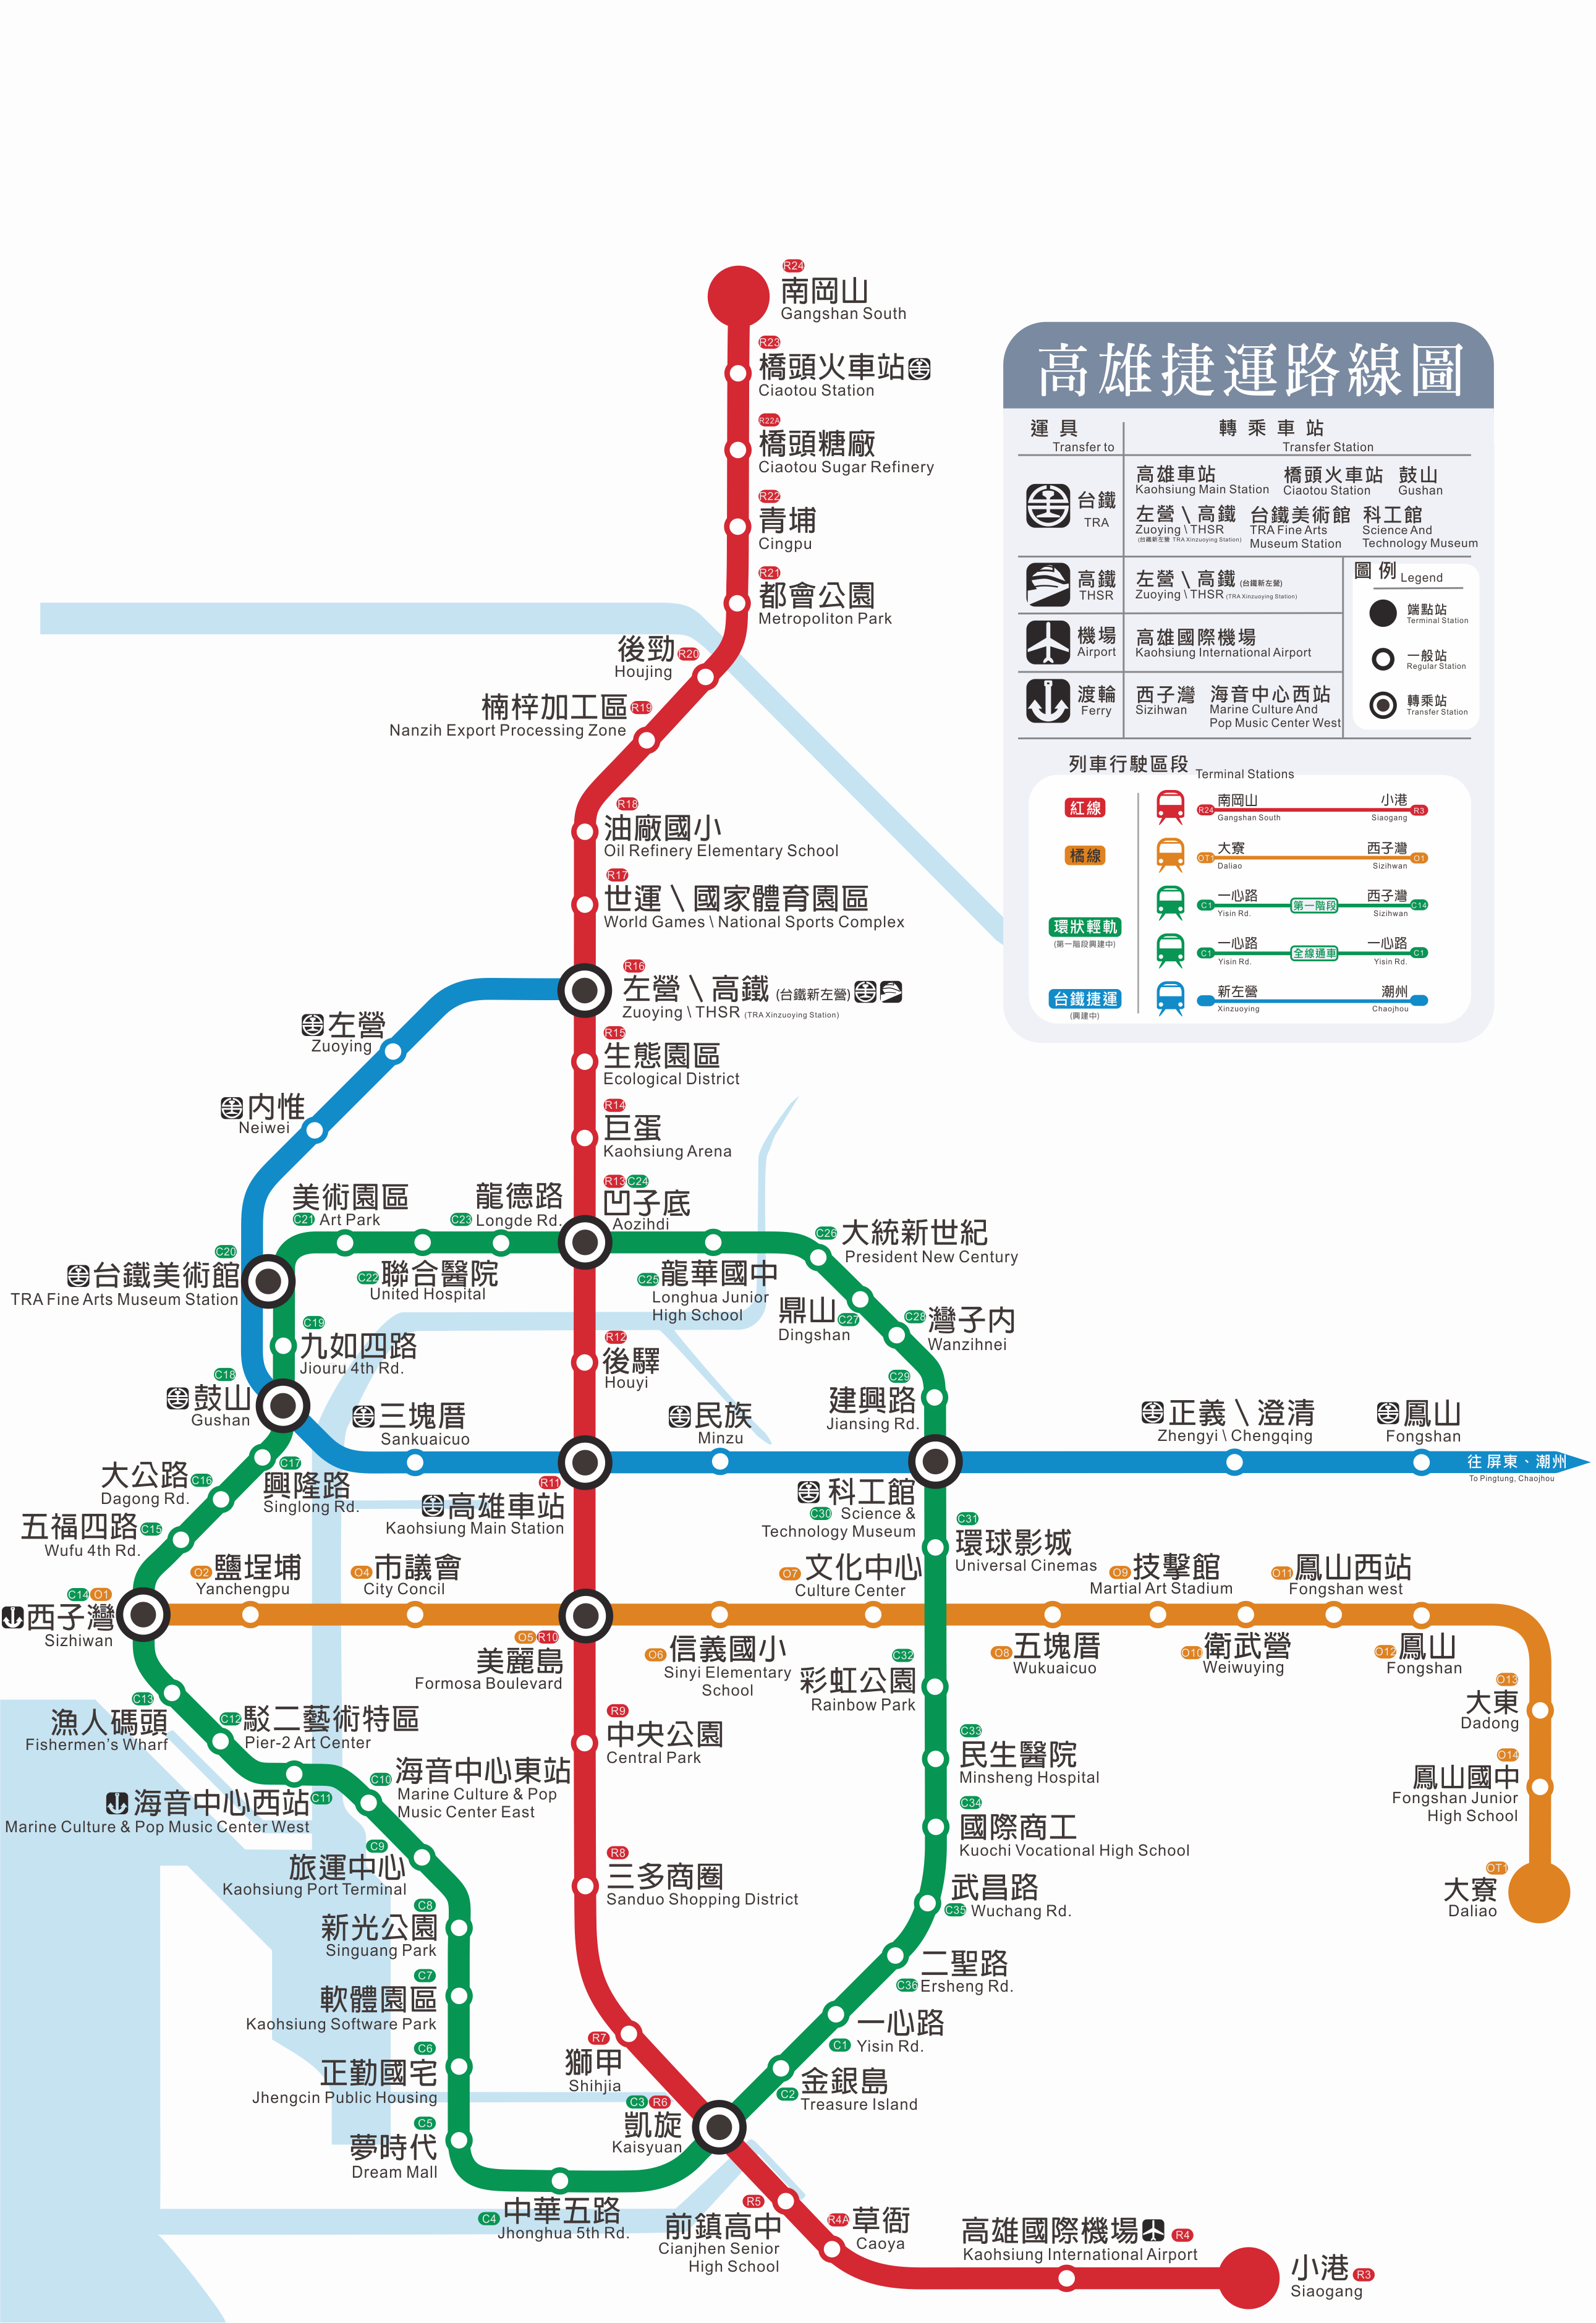 R24
南岡山
Gangshan South
R23
橋頭火車站
Ciaotou Station
R22A
橋頭糖廠
Ciaotou Sugar Refinery
R22
青埔
Cingpu
R21
都會公園
Metropoliton Park
後勁 R20
Houjing
楠梓加工區 R19
Nanzih Export Processing Zone
R18
油廠國小
Oil Refinery Elementary School
R17
世運 \ 國家體育園區
World Games \ National Sports Complex
R16
左營 \ 高鐵 (台鐵新左營)
Zuoying \ THSR (TRA Xinzuoying Station)
左營
Zuoying
R15
生態園區
Ecological District
內惟
Neiwei
R14
巨蛋
Kaohsiung Arena
高雄捷運路線圖
運具 轉乘車站
Transfer to Transfer Station
台鐵
TRA
高雄車站 橋頭火車站 鼓山
Kaohsiung Main Station Ciaotou Station Gushan
左營 \ 高鐵 台鐵美術館 科工館
Zuoying \ THSR TRA Fine Arts Science And
(台鐵新左營 TRA Xinzuoying Station) Museum Station Technology Museum
高鐵
THSR
左營 \ 高鐵 (台鐵新左營)
Zuoying \ THSR (TRA Xinzuoying Station)
機場
Airport
高雄國際機場
Kaohsiung International Airport
渡輪
Ferry
西子灣 海音中心西站
Sizihwan Marine Culture And
Pop Music Center West
圖例 Legend
端點站
Terminal Station
一般站
Regular Station
轉乘站
Transfer Station
列車行駛區段 Terminal Stations
紅線
R24 南岡山 小港 R3
Gangshan South Siaogang
橘線
OT1 大寮 西子灣 O1
Daliao Sizihwan
環狀輕軌
(第一階段興建中)
C1 一心路 第一階段 西子灣 C14
Yisin Rd. Sizihwan
C1 一心路 全線通車 一心路 C1
Yisin Rd. Yisin Rd.
台鐵捷運
(興建中)
新左營 潮州
Xinzuoying Chaojhou
美術園區
C21 Art Park
龍德路
C23 Longde Rd.
R13 C24
凹子底
Aozihdi
C26 大統新世紀
President New Century
C20
台鐵美術館
TRA Fine Arts Museum Station
C22 聯合醫院
United Hospital
C25 龍華國中
Longhua Junior
High School
鼎山 C27
Dingshan
C28 灣子內
Wanzihnei
C19
九如四路
Jiouru 4th Rd.
R12
後驛
Houyi
C18
鼓山
Gushan
C29
建興路
Jiansing Rd.
三塊厝
Sankuaicuo
民族
Minzu
正義 \ 澄清
Zhengyi \ Chengqing
鳳山
Fongshan
往 屏東、潮州
To Pingtung, Chaojhou
C17
興隆路
Singlong Rd.
大公路 C16
Dagong Rd.
R11
高雄車站
Kaohsiung Main Station
科工館
C30 Science &
Technology Museum
五福四路 C15
Wufu 4th Rd.
C31
環球影城
Universal Cinemas
O2 鹽埕埔
Yanchengpu
O4 市議會
City Concil
O7 文化中心
Culture Center
O9 技擊館
Martial Art Stadium
O11 鳳山西站
Fongshan west
C14 O1
西子灣
Sizhiwan
O5 R10
美麗島
Formosa Boulevard
O6 信義國小
Sinyi Elementary
School
C32
彩虹公園
Rainbow Park
O8 五塊厝
Wukuaicuo
O10 衛武營
Weiwuying
O12 鳳山
Fongshan
O13
大東
Dadong
C13
漁人碼頭
Fishermen's Wharf
C12 駁二藝術特區
Pier-2 Art Center
R9
中央公園
Central Park
C33
民生醫院
Minsheng Hospital
O14
鳳山國中
Fongshan Junior
High School
C10 海音中心東站
Marine Culture & Pop
Music Center East
海音中心西站 C11
Marine Culture & Pop Music Center West
C34
國際商工
Kuochi Vocational High School
C9
旅運中心
Kaohsiung Port Terminal
R8
三多商圈
Sanduo Shopping District
OT1
大寮
Daliao
武昌路
C35 Wuchang Rd.
C8
新光公園
Singuang Park
二聖路
C36 Ersheng Rd.
C7
軟體園區
Kaohsiung Software Park
一心路
C1 Yisin Rd.
R7
獅甲
Shihjia
C6
正勤國宅
Jhengcin Public Housing
金銀島
C2 Treasure Island
C3 R6
凱旋
Kaisyuan
C5
夢時代
Dream Mall
中華五路
C4 Jhonghua 5th Rd.
R5
前鎮高中
Cianjhen Senior
High School
R4A 草衙
Caoya
高雄國際機場 R4
Kaohsiung International Airport
小港 R3
Siaogang